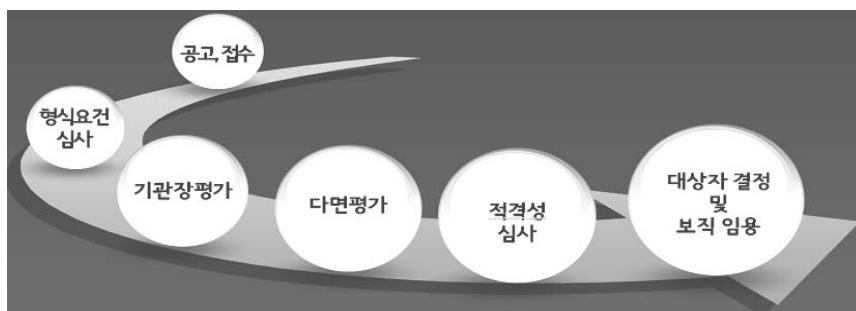 공고, 접수
형식요건
심사
기관장평가
다면평가
적격성
심사
대상자 결정
및
보직 임용